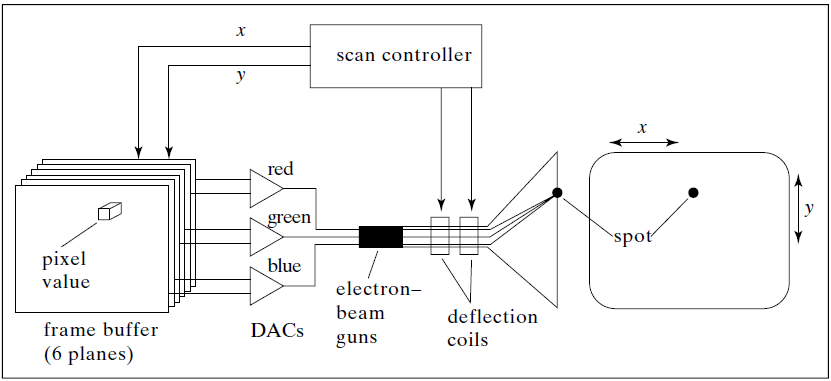 x
scan controller
y
x
red
green
y
spot
blue
pixel
value
electron–
beam
guns
deflection
coils
frame buffer
(6 planes)
DACs